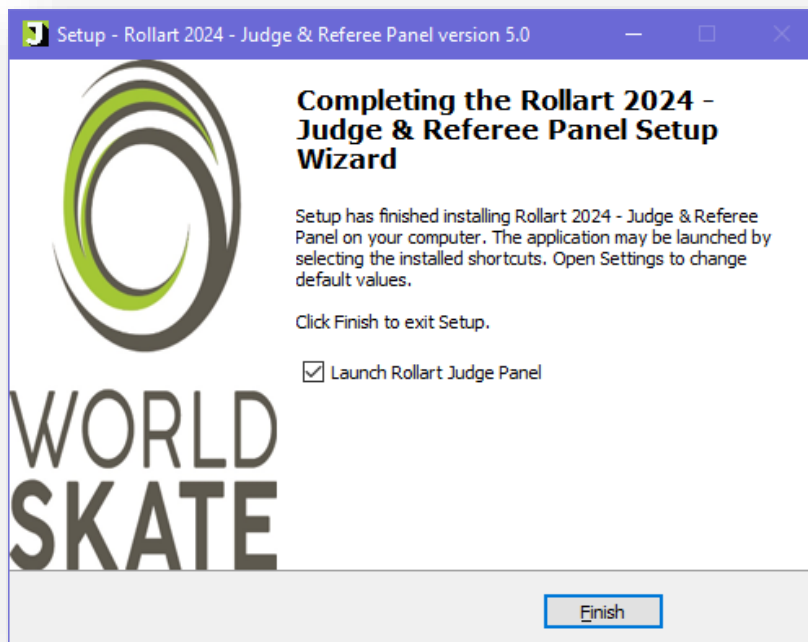 Setup - Rollart 2024 - Judge & Referee Panel version 5.0
Completing the Rollart 2024 -
Judge & Referee Panel Setup
Wizard
Setup has finished installing Rollart 2024 - Judge & Referee
Panel on your computer. The application may be launched by
selecting the installed shortcuts. Open Settings to change
default values.
Click Finish to exit Setup.
Launch Rollart Judge Panel
WORLD
SKATE
Finish